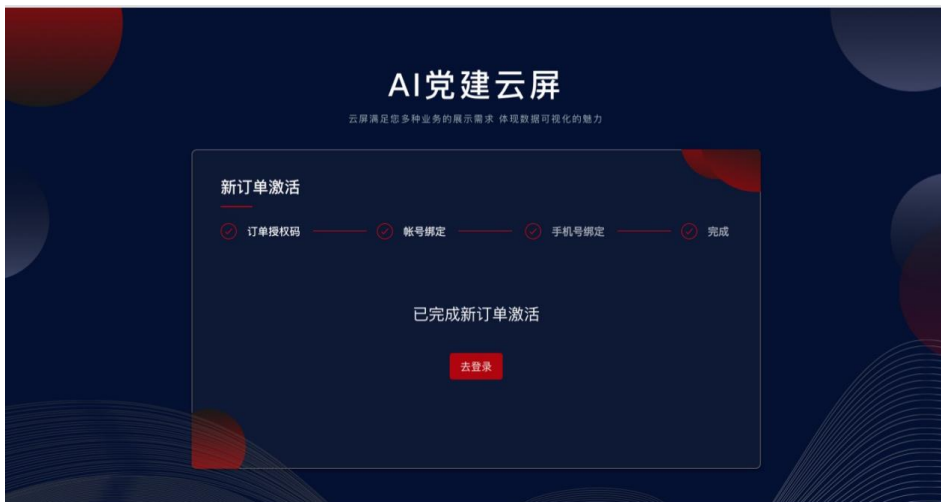 AI党建云屏
云屏满足您多种业务的展示需求 体现数据可视化的魅力
新订单激活
订单授权码 帐号绑定 手机号绑定 完成
已完成新订单激活
去登录